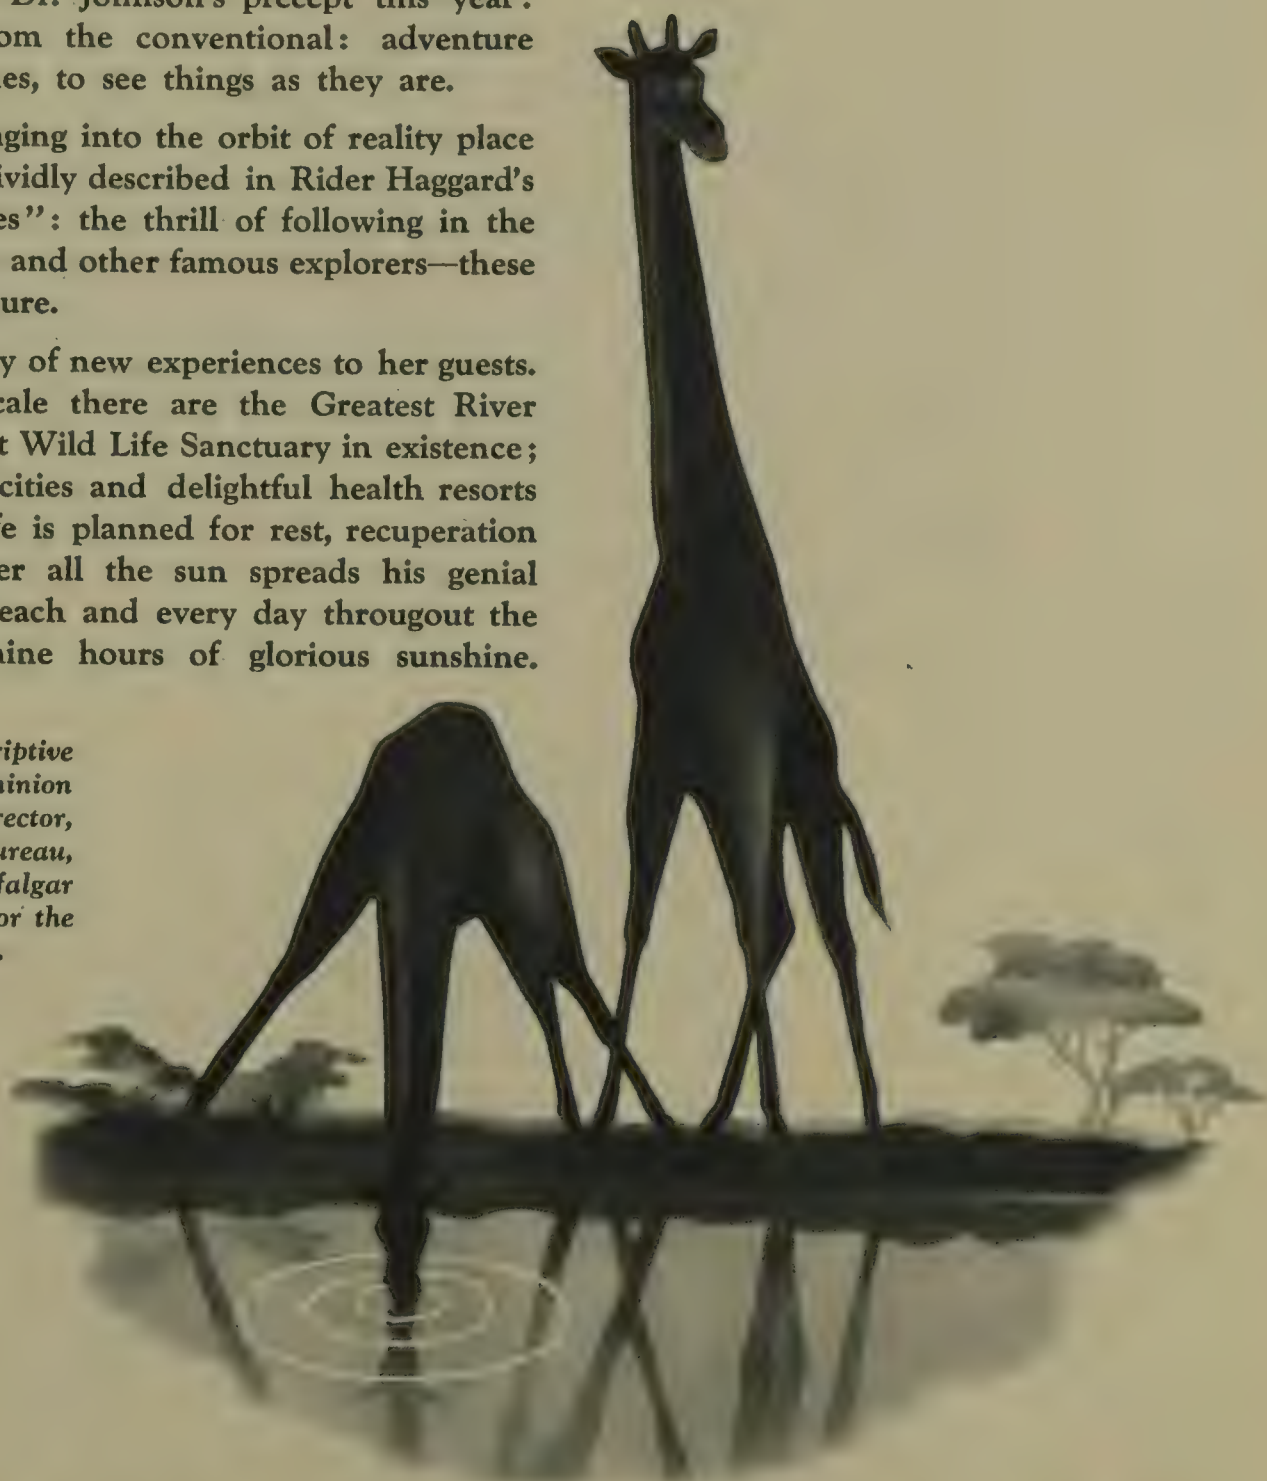 Dr. Johnson's precept this year.
om the conventional: adventure
es, to see things as they are.
ging into the orbit of reality place
ividly described in Rider Haggard's
es": the thrill of following in the
and other famous explorers—these
ure.
y of new experiences to her guests.
cale there are the Greatest River
t Wild Life Sanctuary in existence;
cities and delightful health resorts
e is planned for rest, recuperation
er all the sun spreads his genial
each and every day througout the
ine hours of glorious sunshine.
riptive
inion
rector,
ureau,
falgar
or the
.